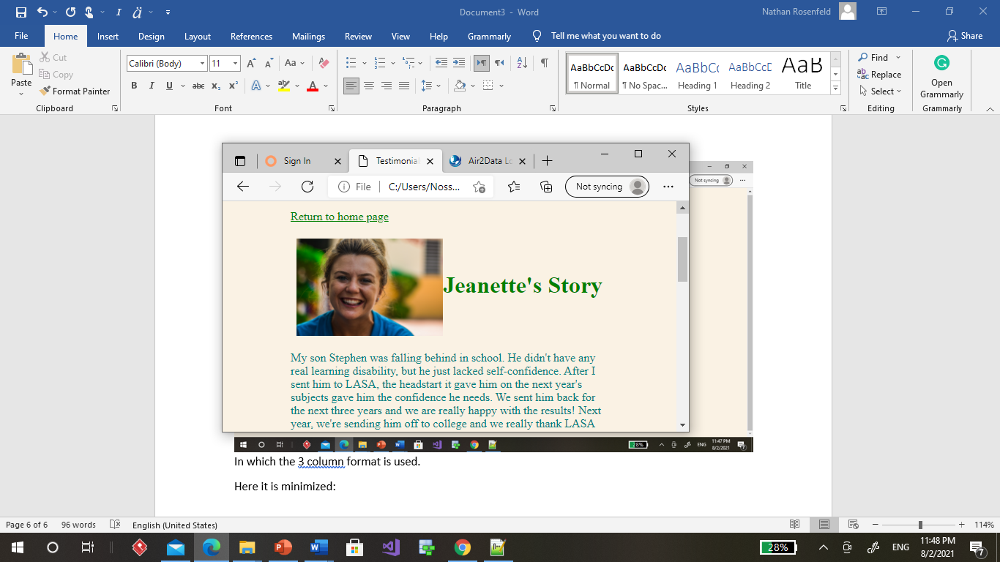 Document3 - Word
Nathan Rosenfeld
File Home Insert Design Layout References Mailings Review View Help Grammarly Tell me what you want to do Share
Paste
Cut
Copy
Format Painter
Clipboard
Calibri (Body) 11
Font
Paragraph
AaBbCcDc AaBbCcDc AaBbCc AaBbCcD AaB
¶ Normal ¶ No Spac... Heading 1 Heading 2 Title
Styles
Find
Replace
Select
Editing
Open
Grammarly
Grammarly
Sign In Testimonial Air2Data Lo
File C:/Users/Noss... Not syncing
Not syncing
Return to home page
Jeanette's Story
My son Stephen was falling behind in school. He didn't have any
real learning disability, but he just lacked self-confidence. After I
sent him to LASA, the headstart it gave him on the next year's
subjects gave him the confidence he needs. We sent him back for
the next three years and we are really happy with the results! Next
year, we're sending him off to college and we really thank LASA
28% ENG 11:47 PM
8/2/2021
In which the 3 column format is used.
Here it is minimized:
Page 6 of 6 96 words English (United States) 114%
28% ENG 11:48 PM
8/2/2021
7